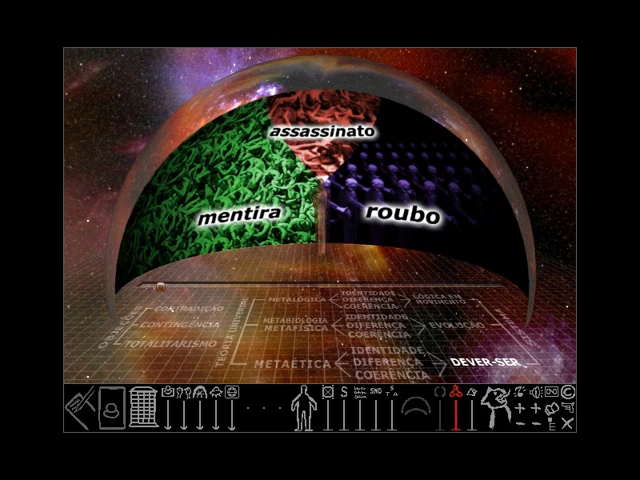 assassinato
mentira
roubo
OBJEÇÕES
CONTRADIÇÃO
CONTINGÊNCIA
TOTALITARISMO
TEORIA UNIVERSAL
METALÓGICA
IDENTIDADE
DIFERENÇA
COERÊNCIA
LÓGICA EM
MOVIMENTO
METABIOLOGIA
METAFÍSICA
IDENTIDADE
DIFERENÇA
COERÊNCIA
EVOLUÇÃO
METAÉTICA
IDENTIDADE
DIFERENÇA
COERÊNCIA
DEVER-SER
S
SND